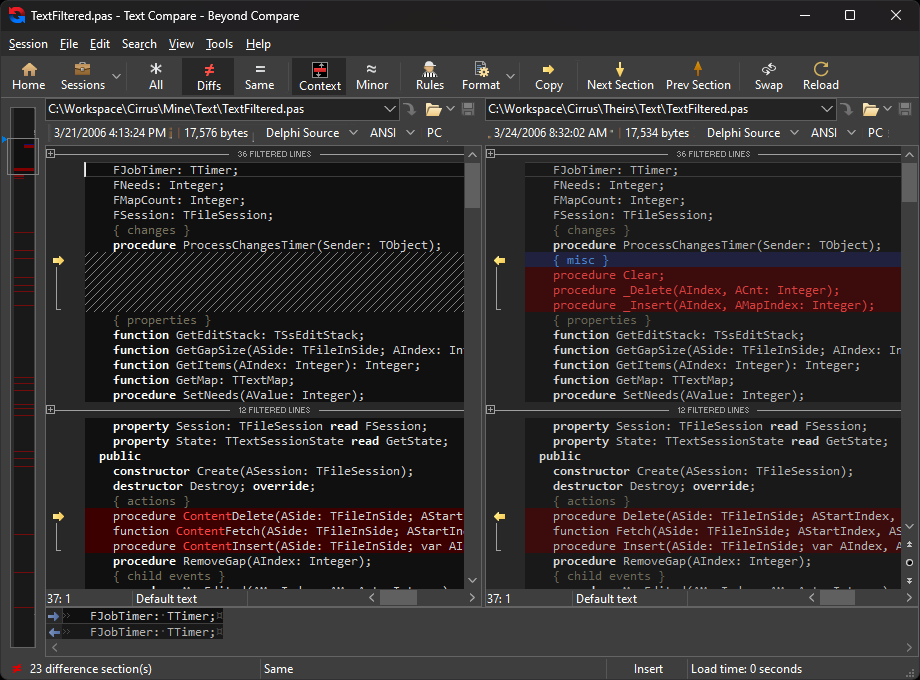 TextFiltered.pas - Text Compare - Beyond Compare
Session File Edit Search View Tools Help
Home Sessions All Diffs Same Context Minor Rules Format Copy Next Section Prev Section Swap Reload
C:\Workspace\Cirrus\Mine\Text\TextFiltered.pas
3/21/2006 4:13:24 PM 17,576 bytes Delphi Source ANSI PC
36 FILTERED LINES
FJobTimer: TTimer;
FNeeds: Integer;
FMapCount: Integer;
FSession: TFileSession;
{ changes }
procedure ProcessChangesTimer(Sender: TObject);
{ properties }
function GetEditStack: TSsEditStack;
function GetGapSize(ASide: TFileInSide; AIndex: In
function GetItems(AIndex: Integer): Integer;
function GetMap: TTextMap;
procedure SetNeeds(AValue: Integer);
12 FILTERED LINES
property Session: TFileSession read FSession;
property State: TTextSessionState read GetState;
public
constructor Create(ASession: TFileSession);
destructor Destroy; override;
{ actions }
procedure ContentDelete(ASide: TFileInSide; AStart
function ContentFetch(ASide: TFileInSide; AStartInd
procedure ContentInsert(ASide: TFileInSide; var AI
procedure RemoveGap(AIndex: Integer);
{ child events }
37: 1 Default text
C:\Workspace\Cirrus\Theirs\Text\TextFiltered.pas
3/24/2006 8:32:02 AM 17,534 bytes Delphi Source ANSI PC
36 FILTERED LINES
FJobTimer: TTimer;
FNeeds: Integer;
FMapCount: Integer;
FSession: TFileSession;
{ changes }
procedure ProcessChangesTimer(Sender: TObject);
{ misc }
procedure Clear;
procedure _Delete(AIndex, ACnt: Integer);
procedure _Insert(AIndex, AMapIndex: Integer);
{ properties }
function GetEditStack: TSsEditStack;
function GetGapSize(ASide: TFileInSide; AIndex: In
function GetItems(AIndex: Integer): Integer;
function GetMap: TTextMap;
procedure SetNeeds(AValue: Integer);
12 FILTERED LINES
property Session: TFileSession read FSession;
property State: TTextSessionState read GetState;
public
constructor Create(ASession: TFileSession);
destructor Destroy; override;
{ actions }
procedure Delete(ASide: TFileInSide; AStartIndex,
function Fetch(ASide: TFileInSide; AStartIndex, AS
procedure Insert(ASide: TFileInSide; var AIndex, A
procedure RemoveGap(AIndex: Integer);
{ child events }
37: 1 Default text
FJobTimer: TTimer;
FJobTimer: TTimer;
23 difference section(s) Same Insert Load time: 0 seconds